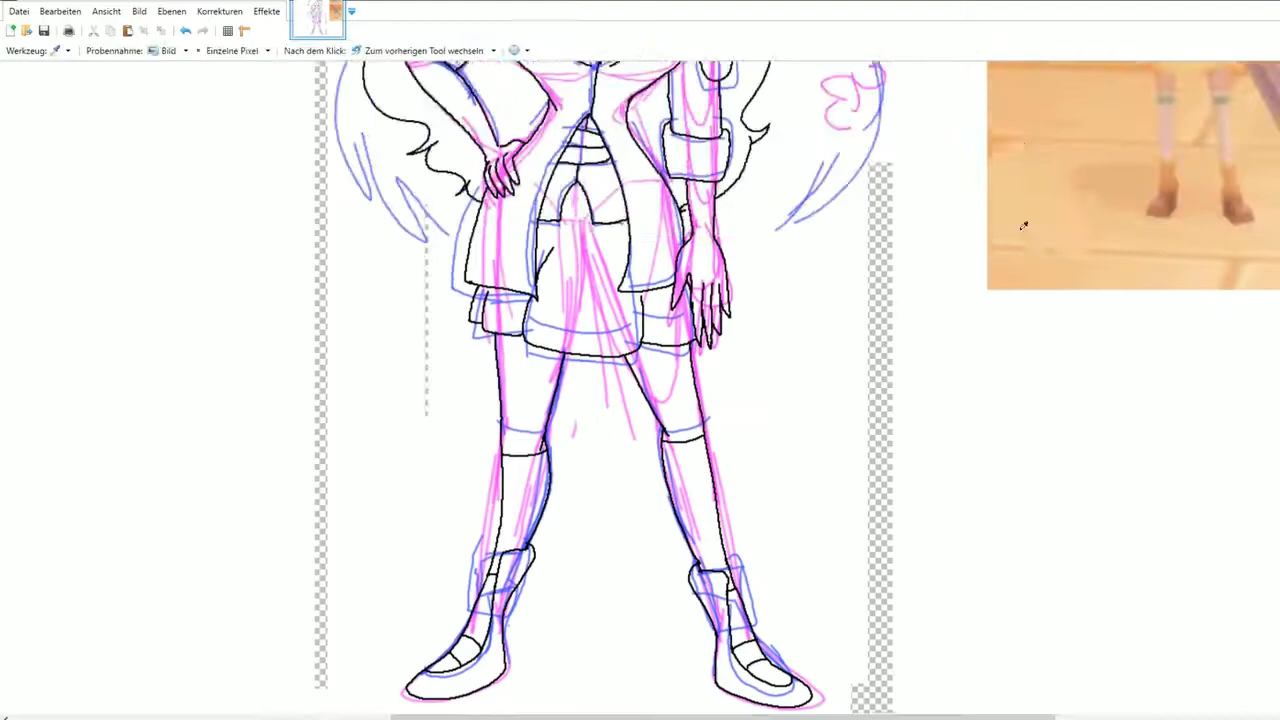 Datei Bearbeiten Ansicht Bild Ebenen Korrekturen Effekte
Werkzeug: Probennahme: Bild Einzelne Pixel Nach dem Klick: Zum vorherigen Tool wechseln